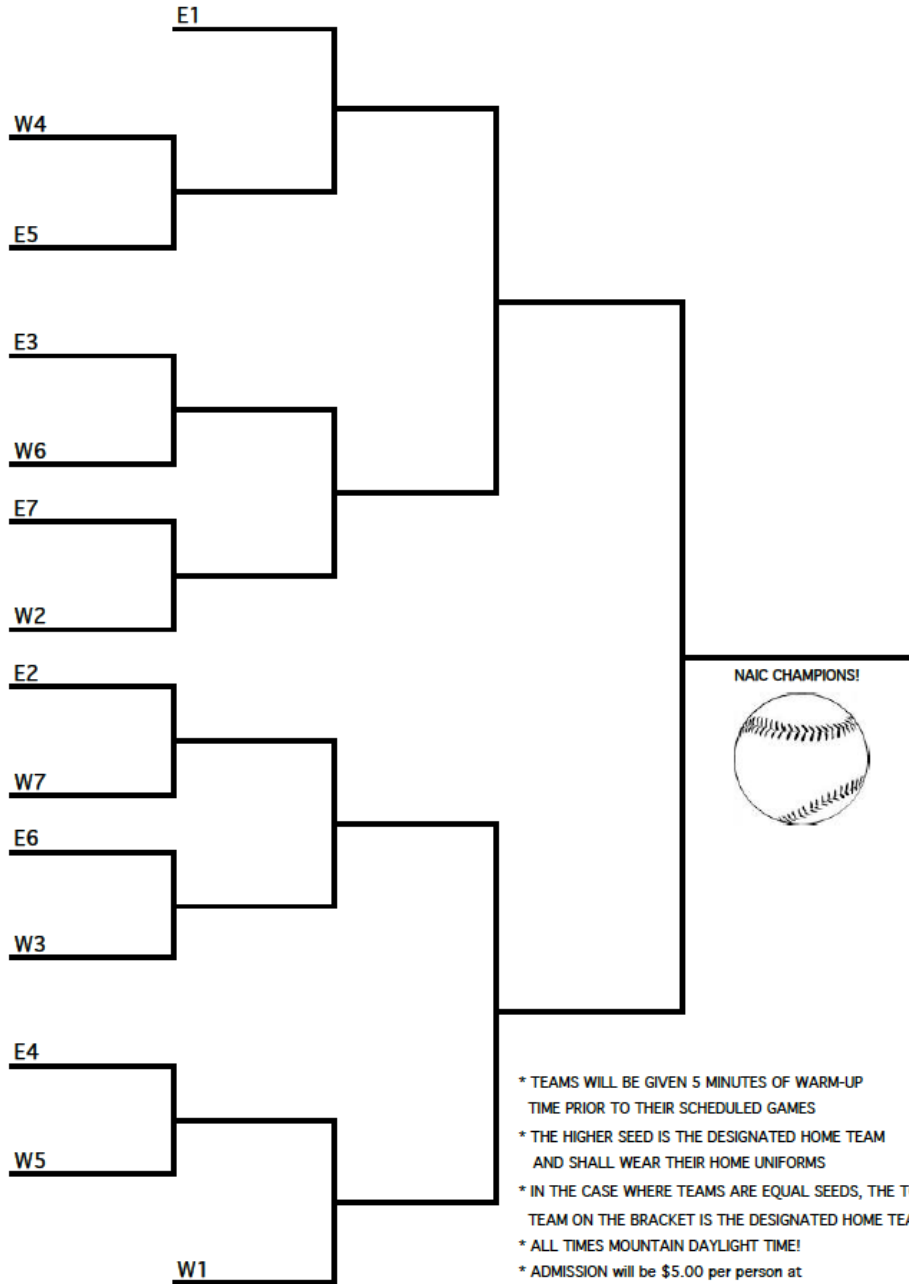 E1
W4
E5
E3
W6
E7
W2
E2
W7
E6
W3
E4
W5
W1
NAIC CHAMPIONS!
* TEAMS WILL BE GIVEN 5 MINUTES OF WARM-UP
TIME PRIOR TO THEIR SCHEDULED GAMES
* THE HIGHER SEED IS THE DESIGNATED HOME TEAM
AND SHALL WEAR THEIR HOME UNIFORMS
* IN THE CASE WHERE TEAMS ARE EQUAL SEEDS, THE
TEAM ON THE BRACKET IS THE DESIGNATED HOME
* ALL TIMES MOUNTAIN DAYLIGHT TIME!
* ADMISSION will be $5.00 per person at